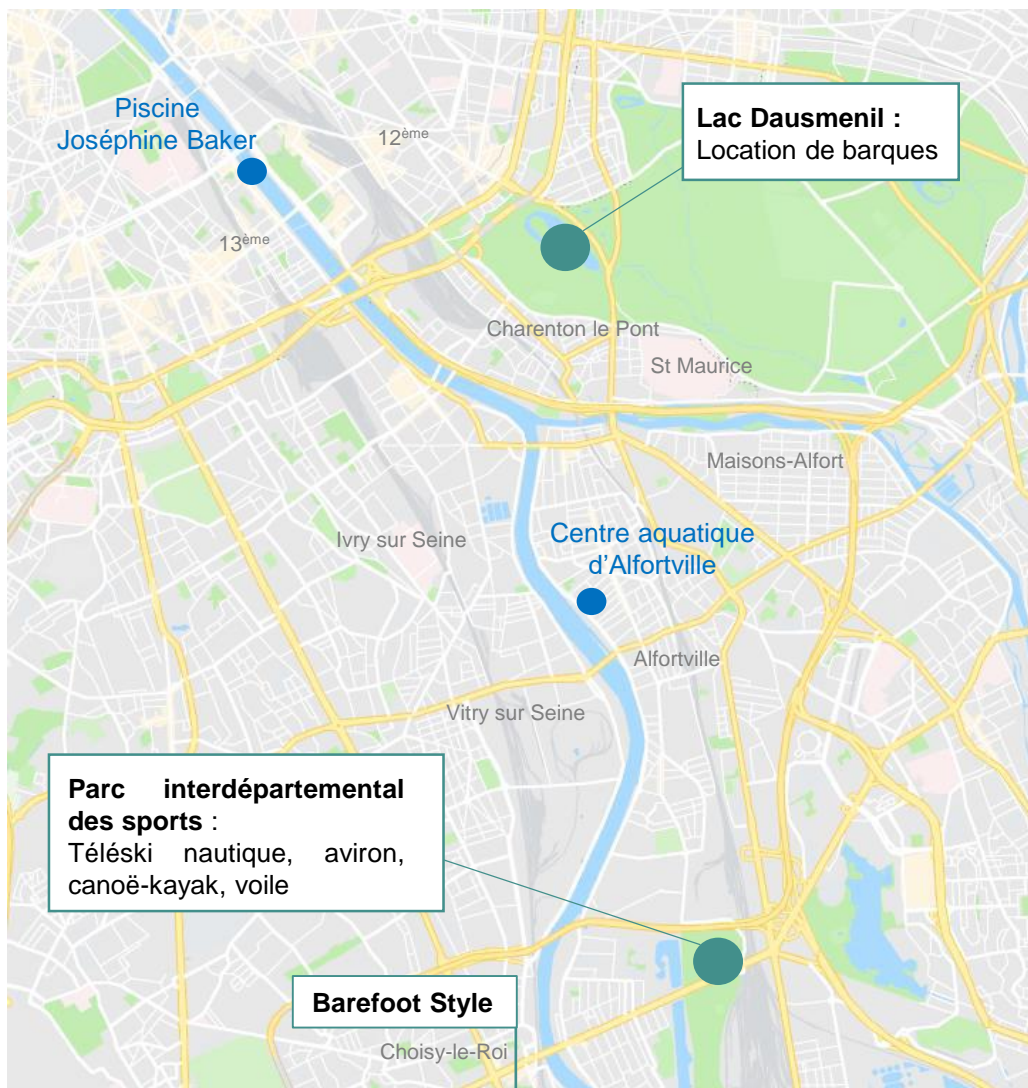 Piscine
Joséphine Baker
12ème
Lac Dausmenil :
Location de barques
13ème
Charenton le Pont
St Maurice
Maisons-Alfort
Ivry sur Seine
Centre aquatique
d’Alfortville
Alfortville
Vitry sur Seine
Parc interdépartemental
des sports :
Téléski nautique, aviron,
canoë-kayak, voile
Barefoot Style
Choisy-le-Roi